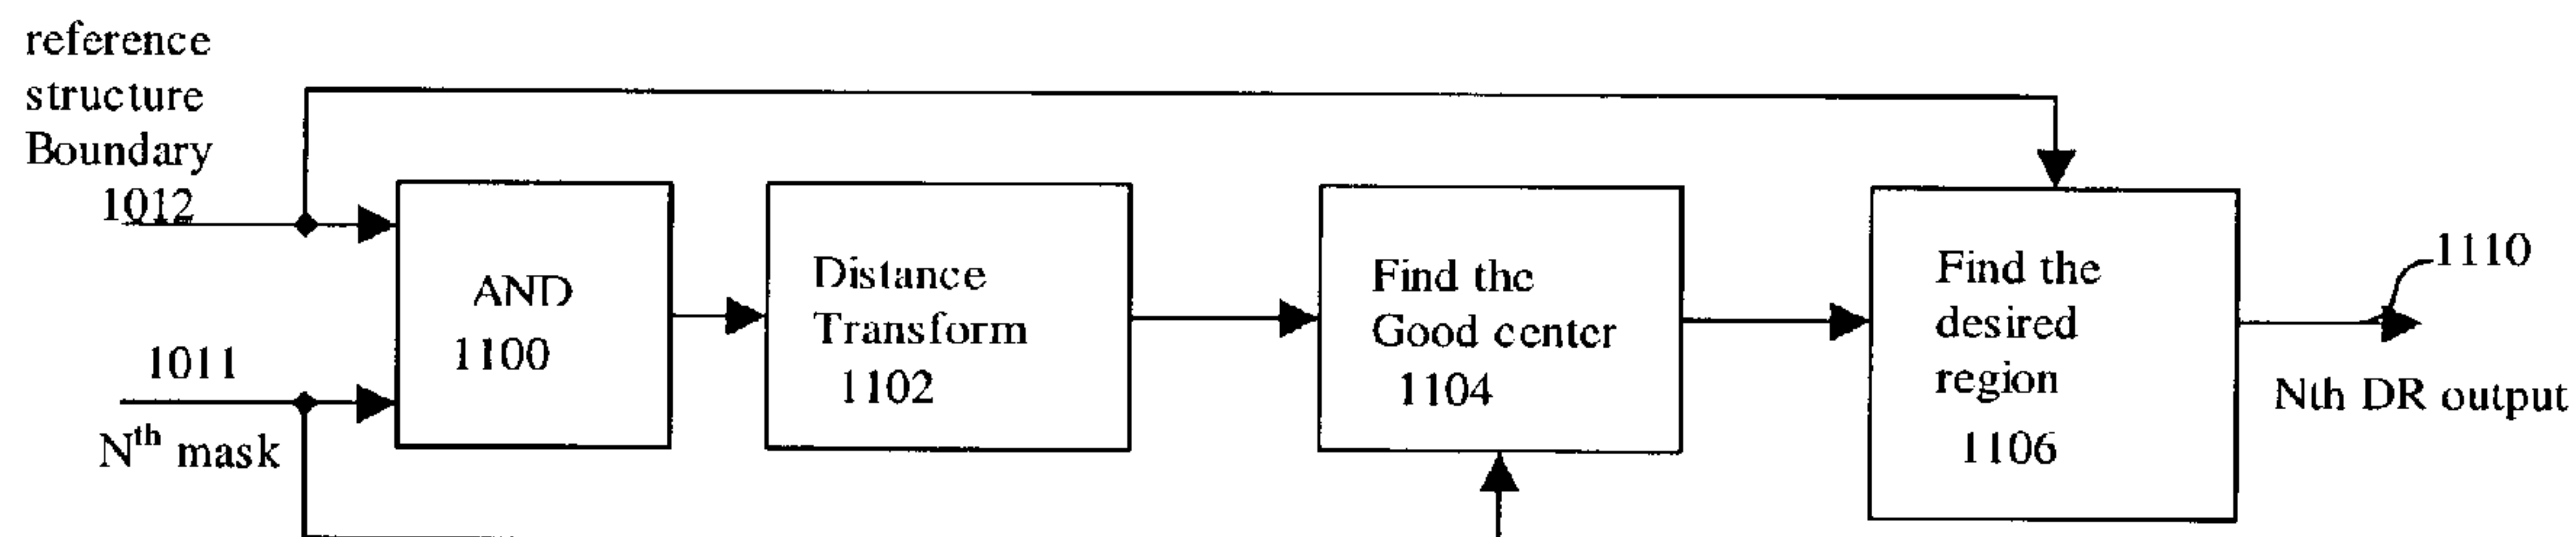 reference
structure
Boundary
1012
AND
1100
1011
Nth mask
Distance
Transform
1102
Find the
Good center
1104
Find the
desired
region
1106
1110
Nth DR output